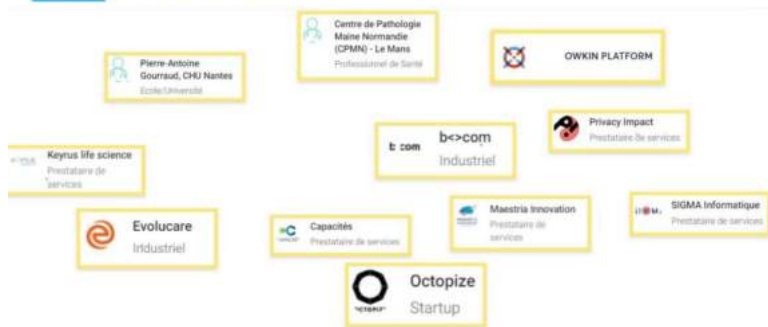 Centre de Pathologie
Maine Normandie
(CPMN) - Le Mans
Professionnel de Santé
Pierre-Antoine
Gourraud, CHU Nantes
Ecole/Université
OWKIN PLATFORM
Privacy Impact
Prestataire de services
b<>com
b<>com
Industriel
Keyrus life science
Prestataire de
services
Evolucare
Industriel
Capacités
Prestataire de services
Maestria Innovation
Prestataire de
services
SIGMA Informatique
Prestataire de services
Octopize
Startup